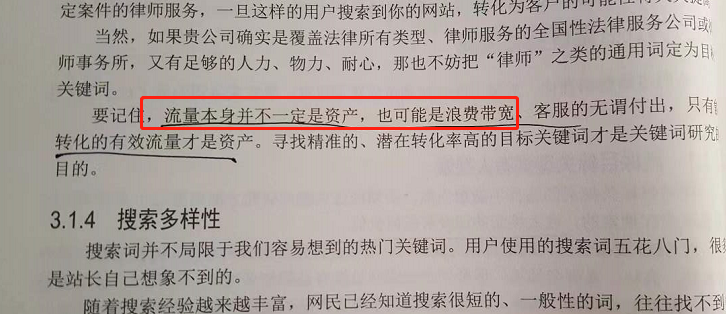 定案件的律师服务，一旦这样的用户搜索到你的网站，转化为客户的可能性
当然，如果贵公司确实是覆盖法律所有类型、律师服务的全国性法律服务公司或
师事务所，又有足够的人力、物力、耐心，那也不妨把“律师”之类的通用词定为目
关键词。
要记住，流量本身并不一定是资产，也可能是浪费带宽、客服的无谓付出，只有
转化的有效流量才是资产。寻找精准的、潜在转化率高的目标关键词才是关键词研究
目的。
3.1.4 搜索多样性
搜索词并不局限于我们容易想到的热门关键词。用户使用的搜索词五花八门，很
是站长自己想象不到的。
随着搜索经验越来越丰富，网民已经知道搜索很短的、一般性的词，往往找不到